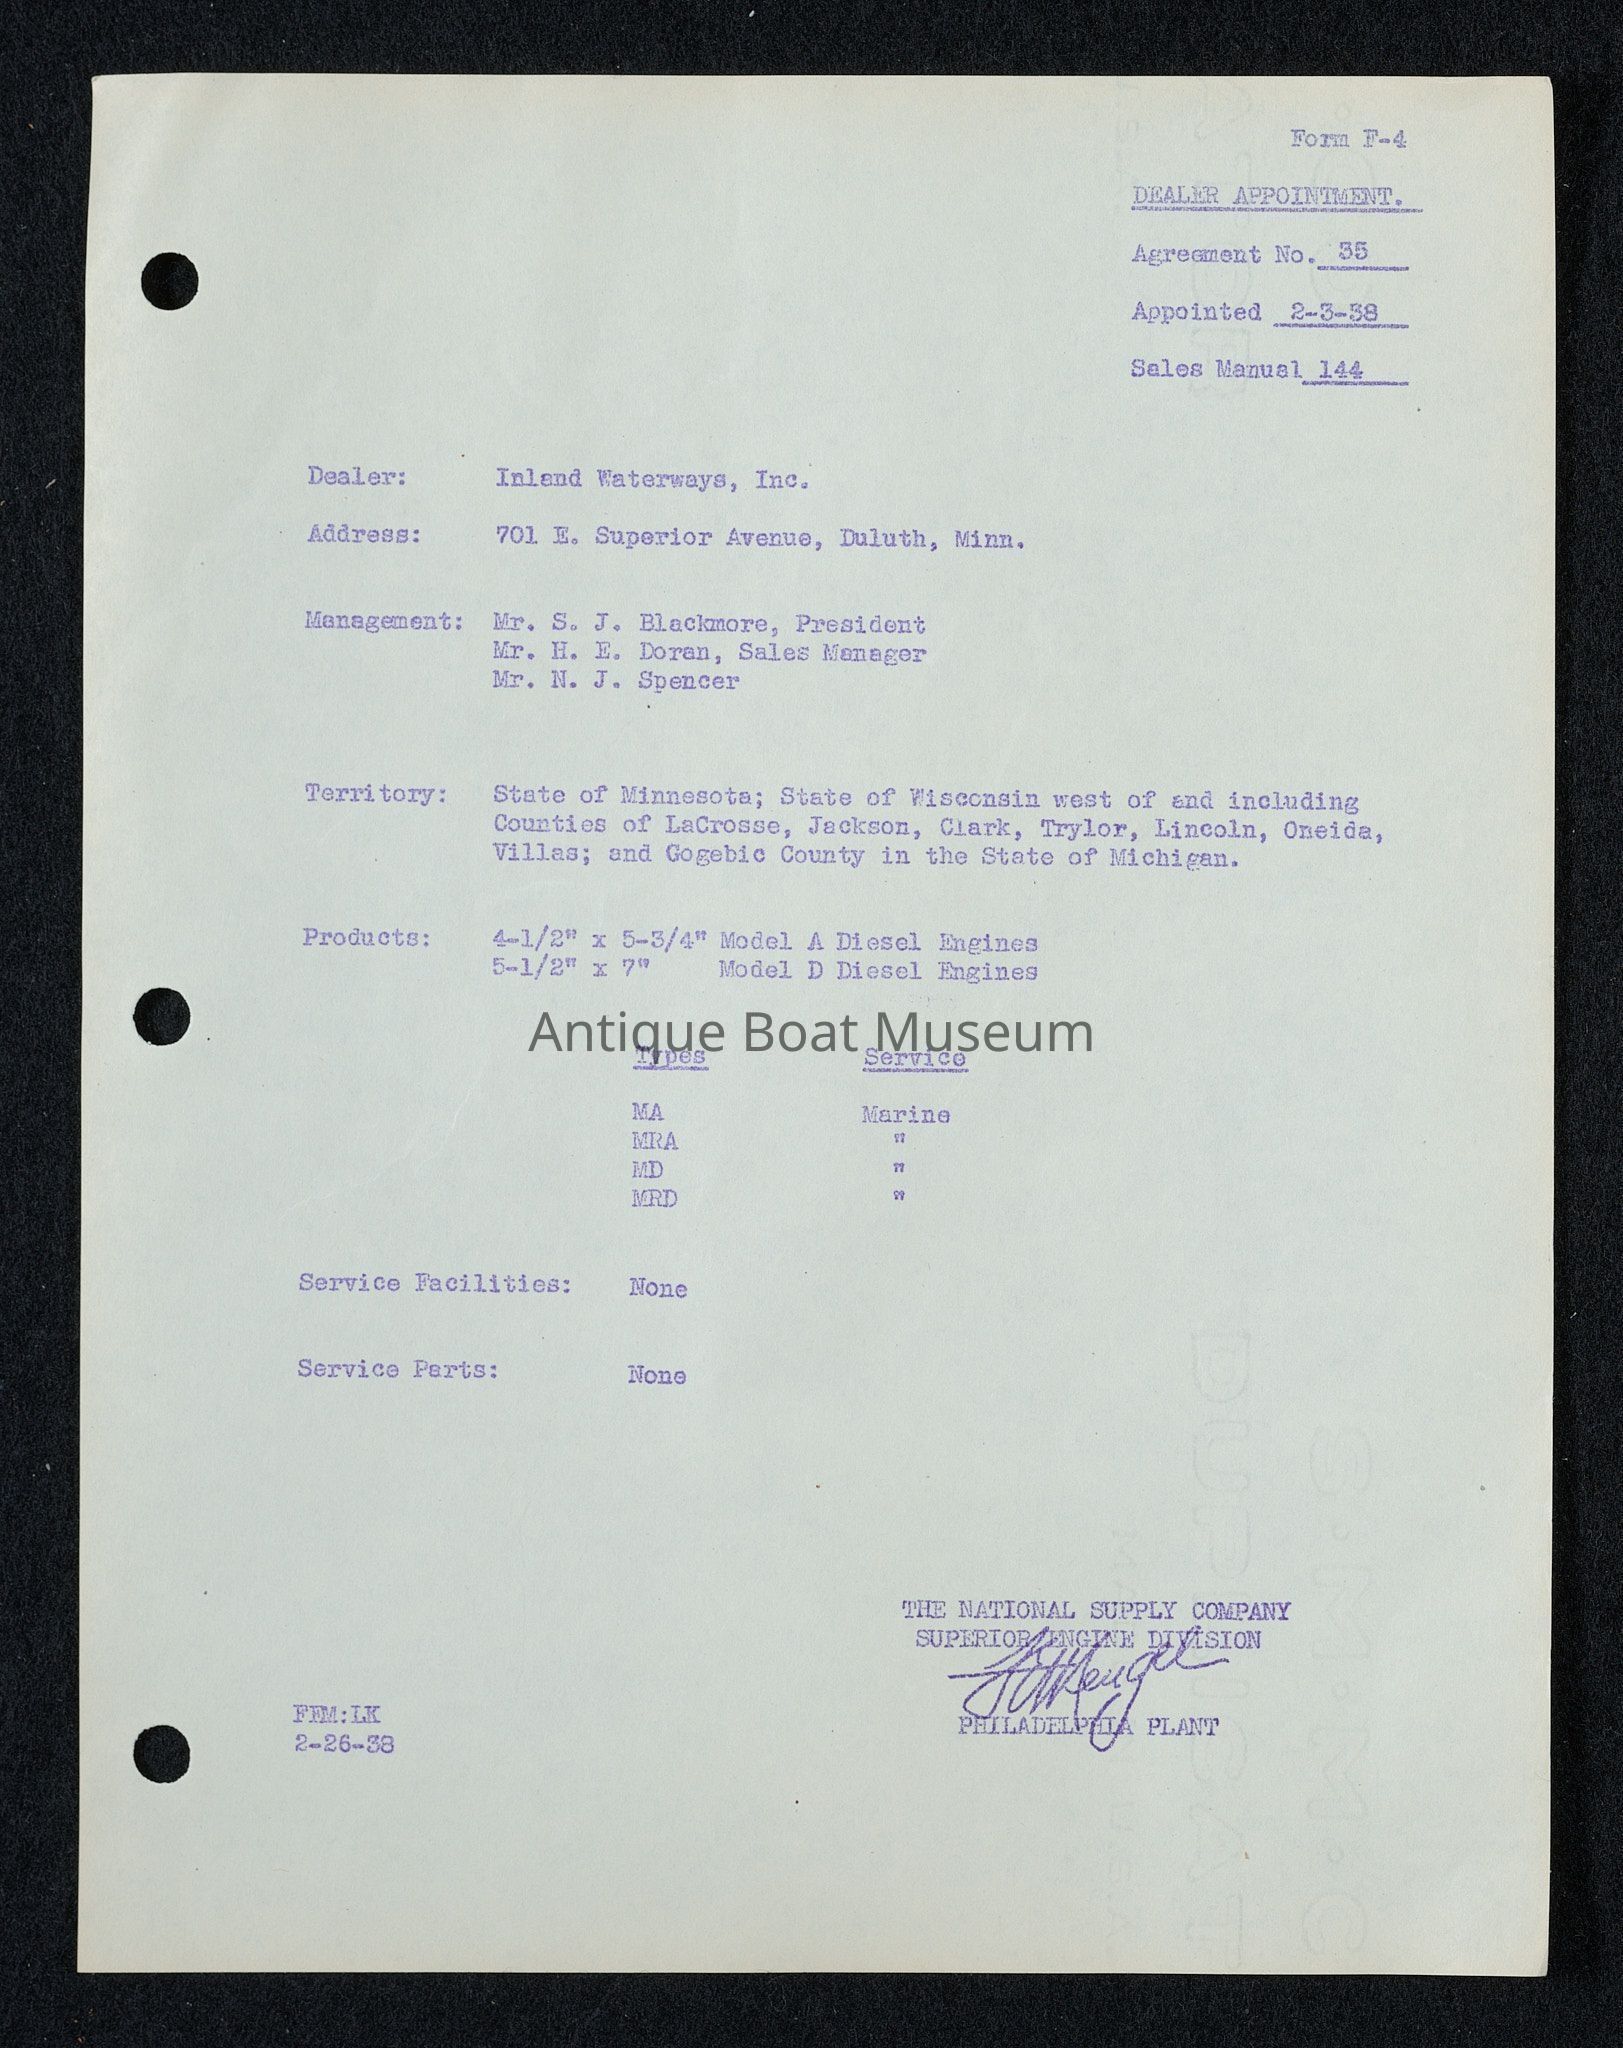 Form F-4
DEALER APPOINTMENT.
Agreement No. 35
Appointed 2-3-38
Sales Manual 144
Dealer: Inland Waterways, Inc.
Address: 701 E. Superior Avenue, Duluth, Minn.
Management: Mr. S. J. Blackmore, President
Mr. H. E. Doran, Sales Manager
Mr. N. J. Spencer
Territory: State of Minnesota; State of Wisconsin west of and including
Counties of LaCrosse, Jackson, Clark, Trylor, Lincoln, Oneida,
Villas; and Gogebic County in the State of Michigan.
Products: 4-1/2" x 5-3/4" Model A Diesel Engines
5-1/2" x 7" Model D Diesel Engines
Antique Boat Museum
Types Service
MA Marine
MRA "
MD "
MRD "
Service Facilities: None
Service Parts: None
THE NATIONAL SUPPLY COMPANY
SUPERIOR ENGINE DIVISION
PHILADELPHIA PLANT
FFM:LK
2-26-38